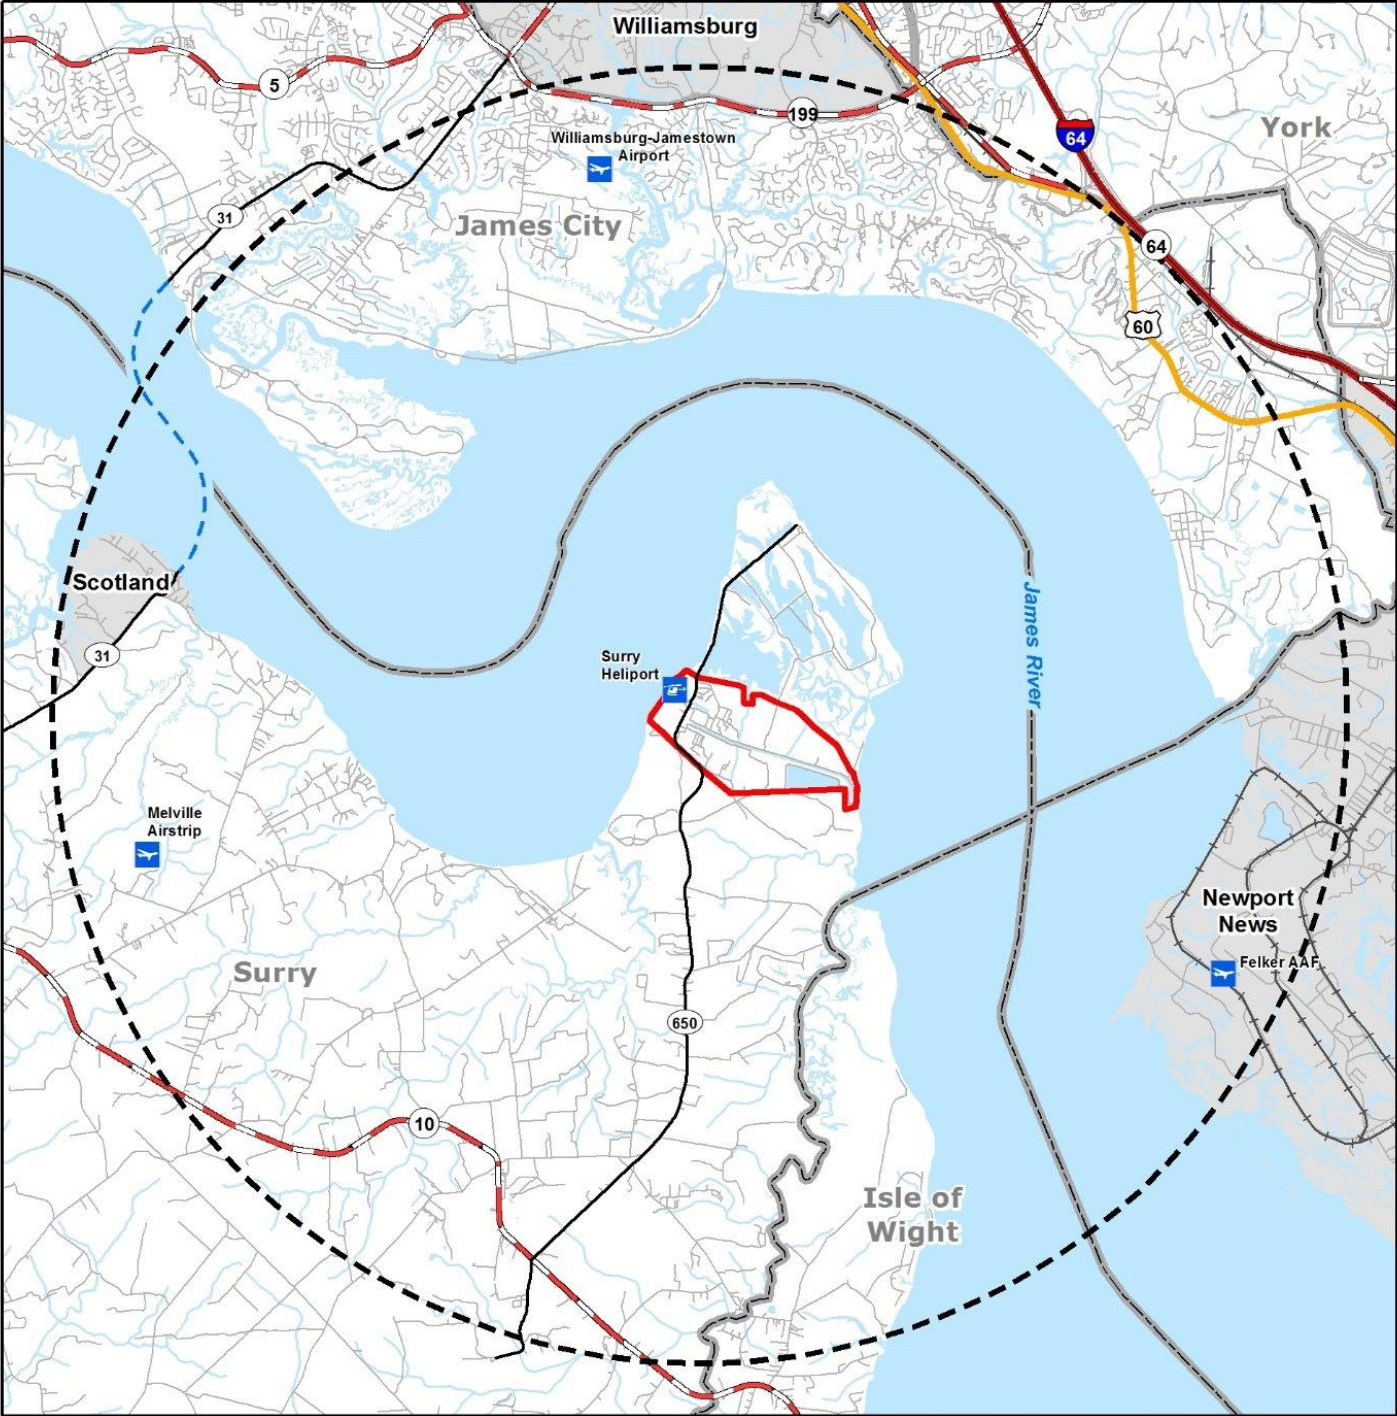 Williamsburg
5
199
Williamsburg-Jamestown
Airport
64
York
31
James City
64
60
Scotland
31
James River
Surry
Heliport
Melville
Airstrip
Newport
News
Felker AAF
Surry
650
10
Isle of
Wight